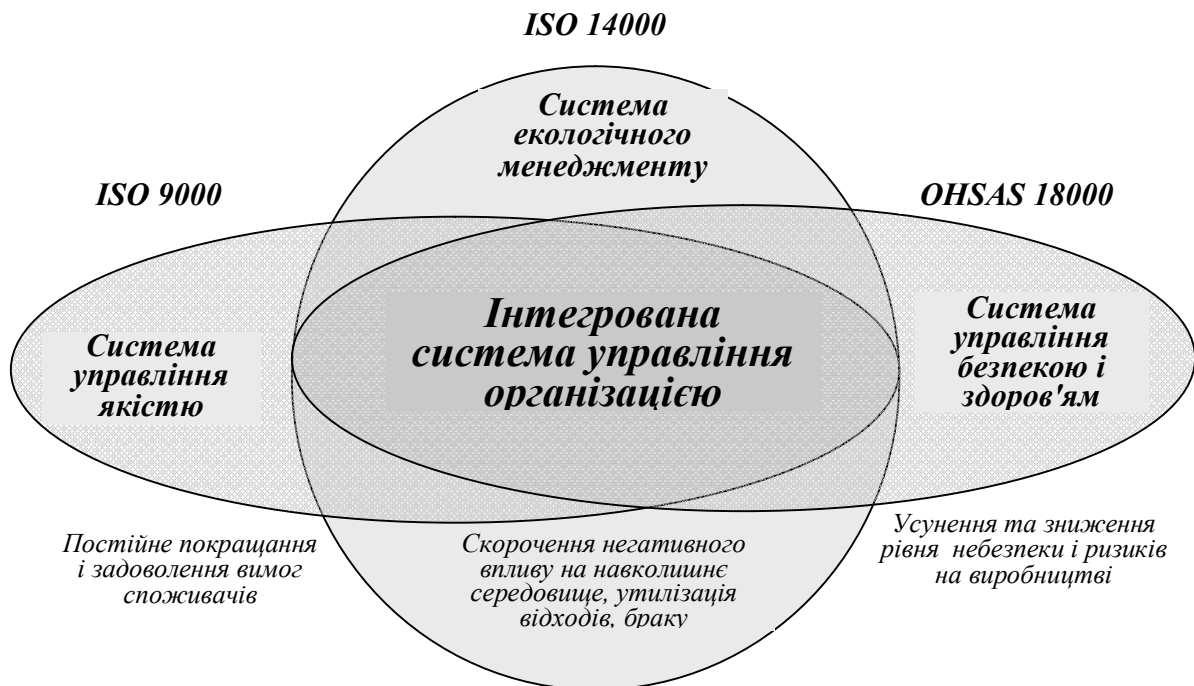 ISO 14000
Система
екологічного
менеджменту
ISO 9000
OHSAS 18000
Інтегрована
система управління
організацією
Система
управління
якістю
Система
управління
безпекою і
здоров'ям
Постійне покращання
і задоволення вимог
споживачів
Скорочення негативного
впливу на навколишнє
середовище, утилізація
відходів, браку
Усунення та зниження
рівня небезпеки і ризиків
на виробництві